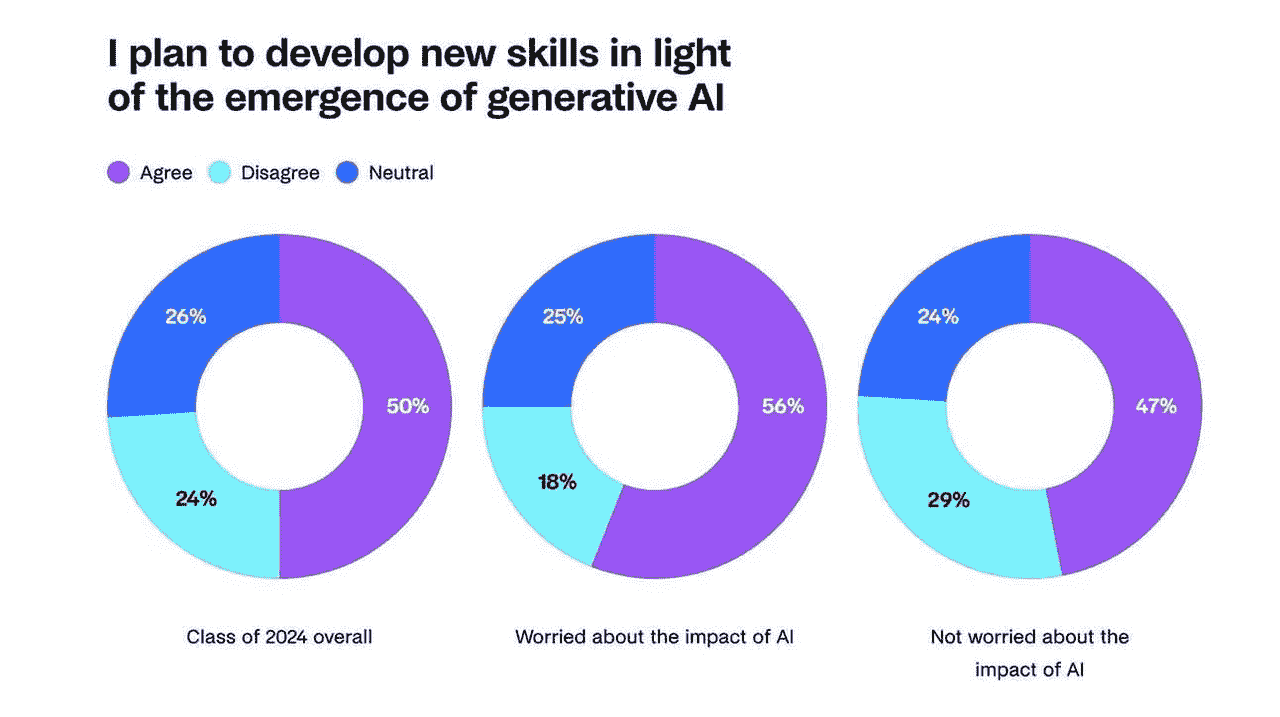 I plan to develop new skills in light
of the emergence of generative AI
Agree Disagree Neutral
26%
50%
24%
25%
56%
18%
24%
47%
29%
Class of 2024 overall
Worried about the impact of AI
Not worried about the
impact of AI